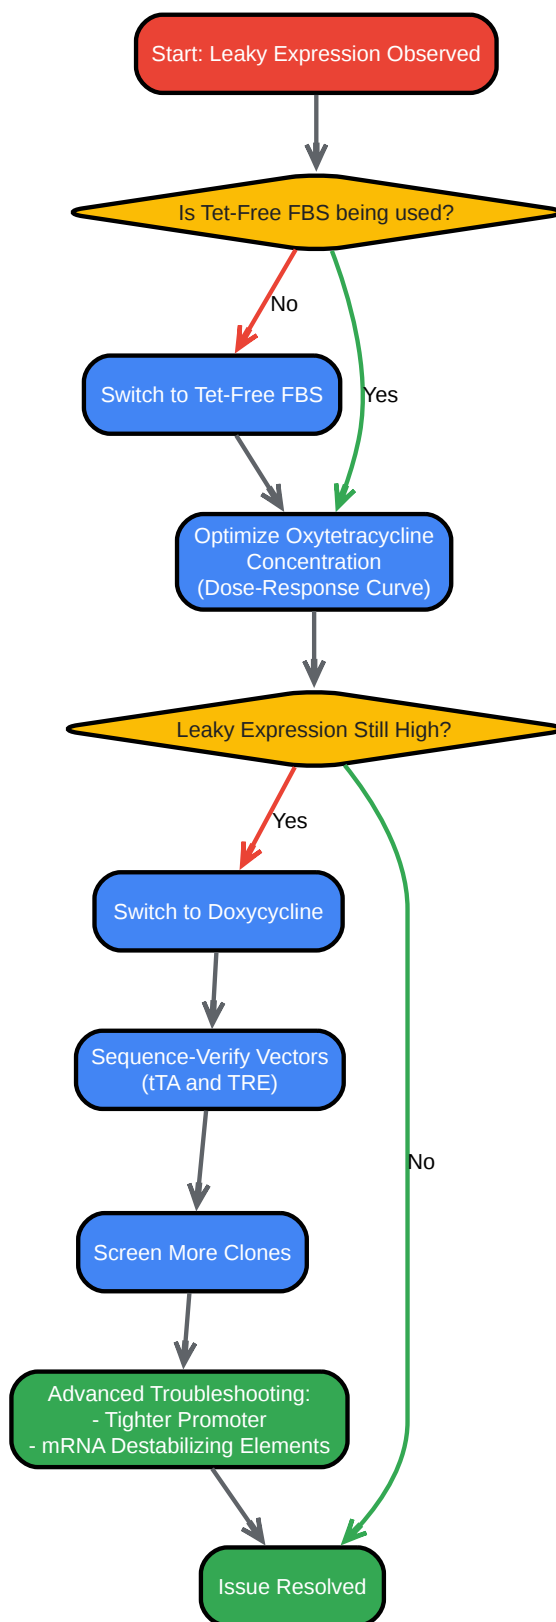 Start: Leaky Expression Observed
Is Tet-Free FBS being used?
No
Switch to Tet-Free FBS
Yes
Optimize Oxytetracycline
Concentration
(Dose-Response Curve)
Leaky Expression Still High?
Yes
Switch to Doxycycline
Sequence-Verify Vectors
(tTA and TRE)
No
Screen More Clones
Advanced Troubleshooting:
- Tighter Promoter
- mRNA Destabilizing Elements
Issue Resolved